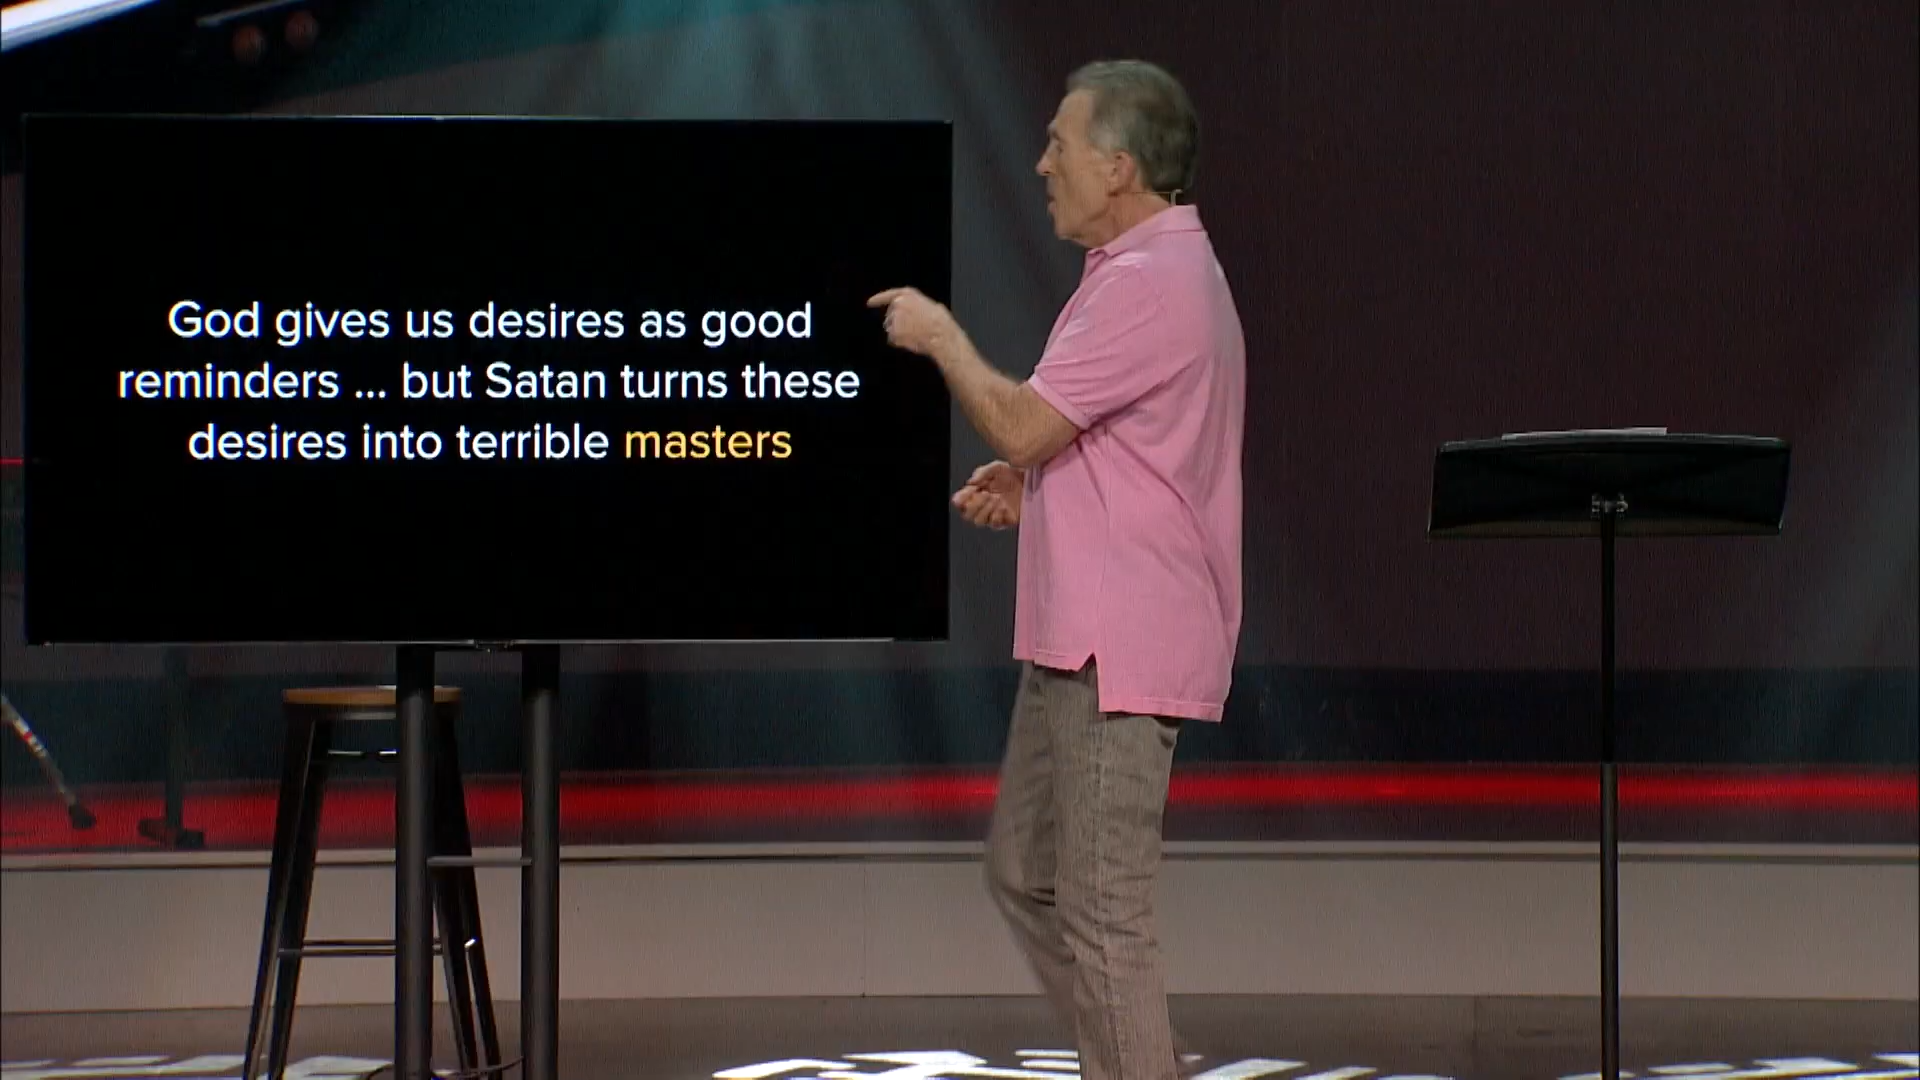 God gives us desires as good
reminders ... but Satan turns these
desires into terrible masters